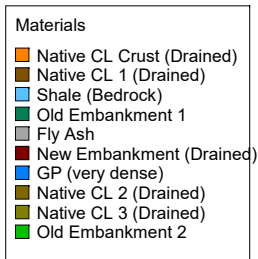 Materials
Native CL Crust (Drained)
Native CL 1 (Drained)
Shale (Bedrock)
Old Embankment 1
Fly Ash
New Embankment (Drained)
GP (very dense)
Native CL 2 (Drained)
Native CL 3 (Drained)
Old Embankment 2